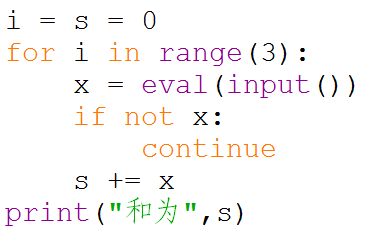 i = s = 0
for i in range(3):
    x = eval(input())
    if not x:
        continue
    s += x
print("和为",s)